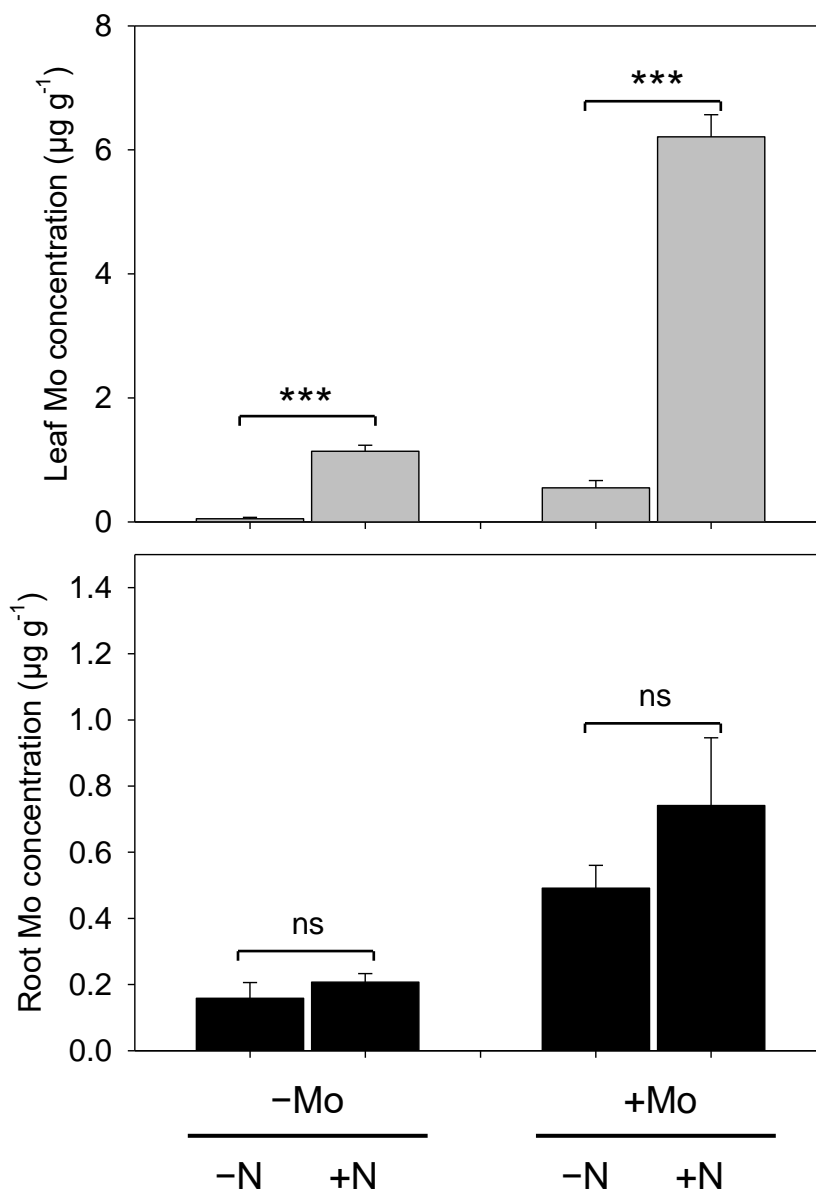 Leaf Mo concentration (µg g⁻¹)
8
6
4
2
0
***
***
Root Mo concentration (µg g⁻¹)
1.4
1.2
1.0
0.8
0.6
0.4
0.2
0.0
ns
ns
−Mo +Mo
−N +N −N +N